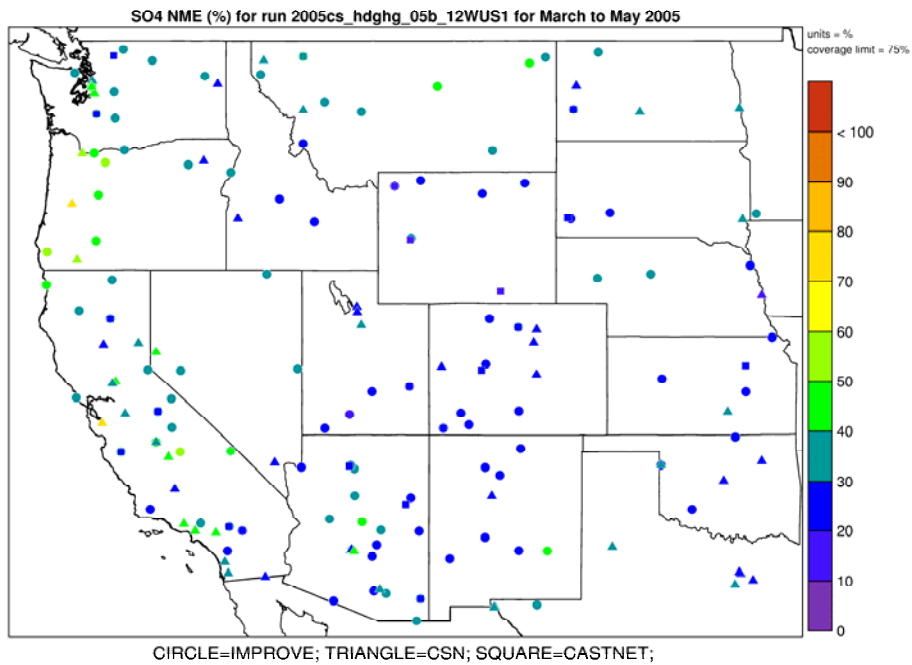 SO4 NME (%) for run 2005cs_hdghg_05b_12WUS1 for March to May 2005
units = %
coverage limit = 75%
< 100
90
80
70
60
50
40
30
20
10
0
CIRCLE=IMPROVE; TRIANGLE=CSN; SQUARE=CASTNET;